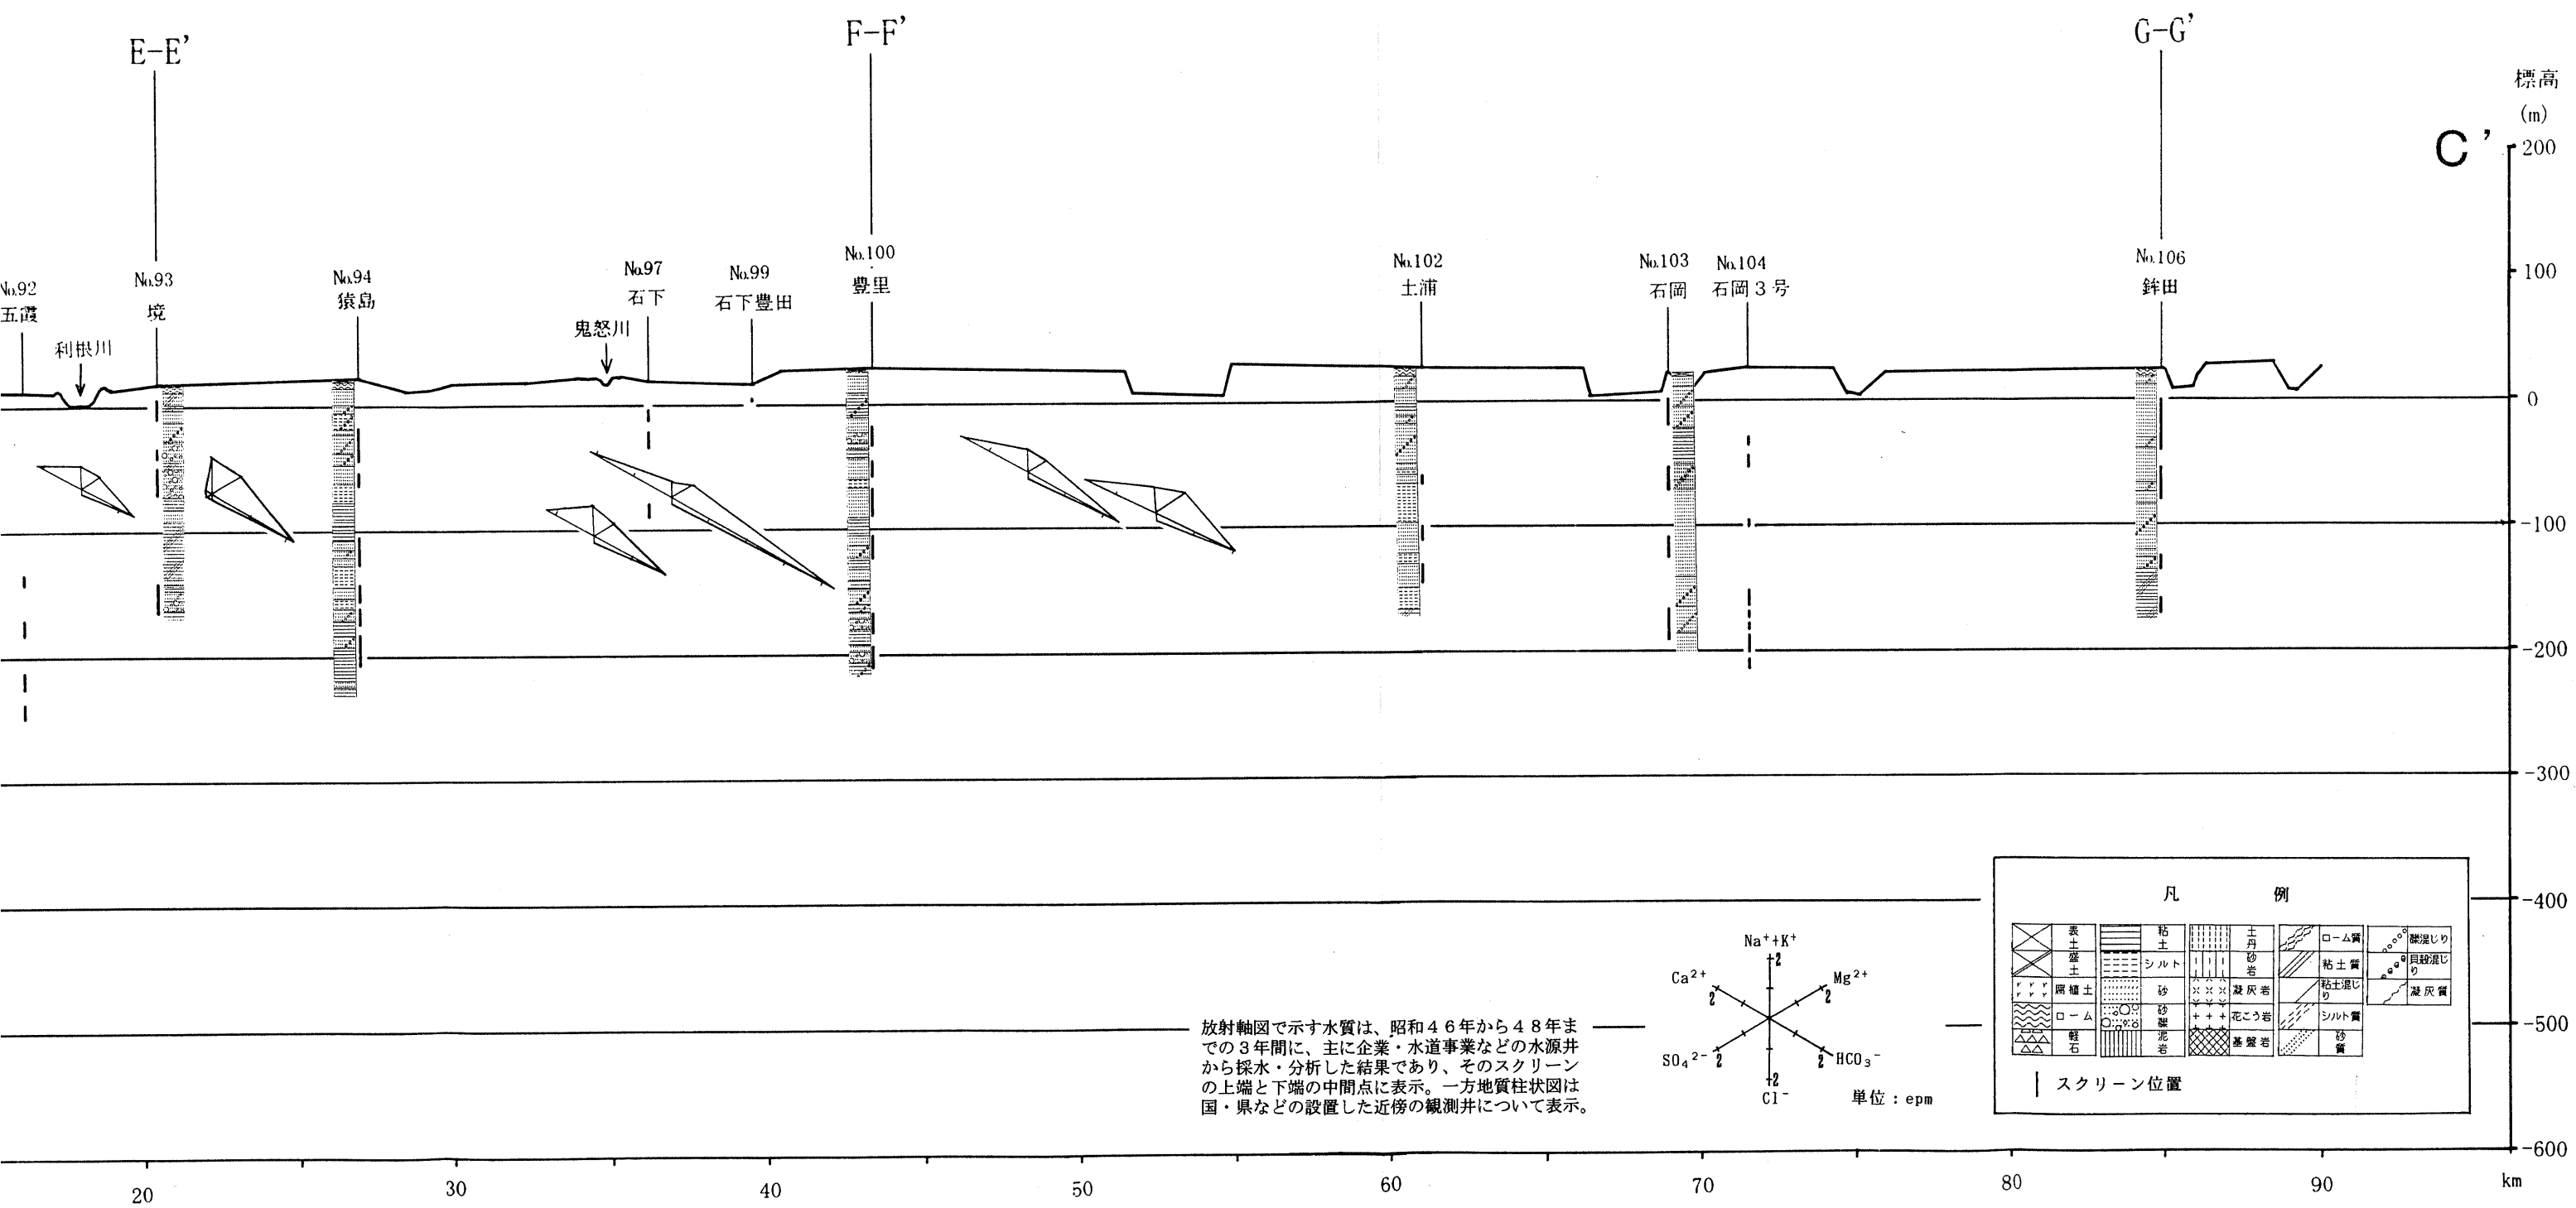 E-E'
F-F'
G-G'
標高
(m)
C'
200
100
0
-100
-200
-300
-400
-500
-600
No.92
五霞
利根川
No.93
境
No.94
猿島
鬼怒川
No.97
石下
No.99
石下豊田
No.100
豊里
No.102
土浦
No.103
石岡
No.104
石岡3号
No.106
鉾田
放射軸図で示す水質は、昭和46年から48年ま
での3年間に、主に企業・水道事業などの水源井
から採水・分析した結果であり、そのスクリーン
の上端と下端の中間点に表示。一方地質柱状図は
国・県などの設置した近傍の観測井について表示。
Na⁺+K⁺
2
Ca²⁺
2
Mg²⁺
2
SO₄²⁻
2
HCO₃⁻
2
Cl⁻
2
単位:epm
凡例
表土
粘土
土丹
ローム質
礫混じり
盛土
シルト
砂岩
粘土質
貝殻混じり
腐植土
砂
凝灰岩
粘土混じり
凝灰質
ローム
砂礫
花こう岩
シルト質
軽石
泥岩
基盤岩
砂質
スクリーン位置
20
30
40
50
60
70
80
90
km